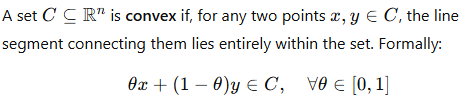 A set C ⊆ ℝⁿ is convex if, for any two points x, y ∈ C, the line
segment connecting them lies entirely within the set. Formally:
θx + (1 − θ)y ∈ C, ∀θ ∈ [0, 1]